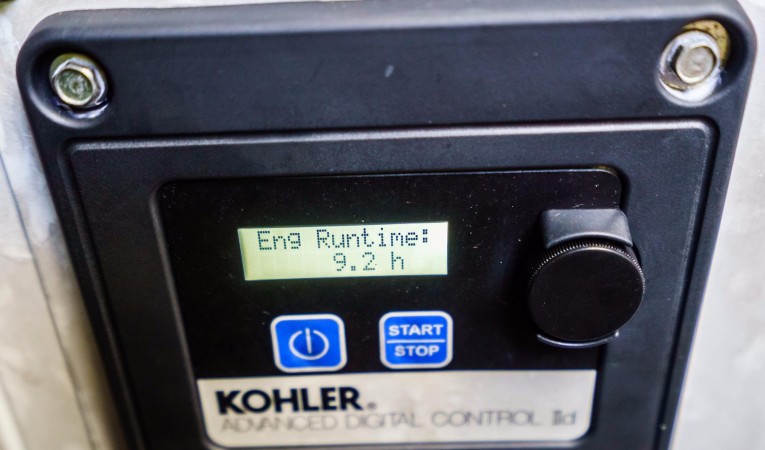 Eng Runtime:
9.2 h
START
STOP
KOHLER®
ADVANCED DIGITAL CONTROL IId